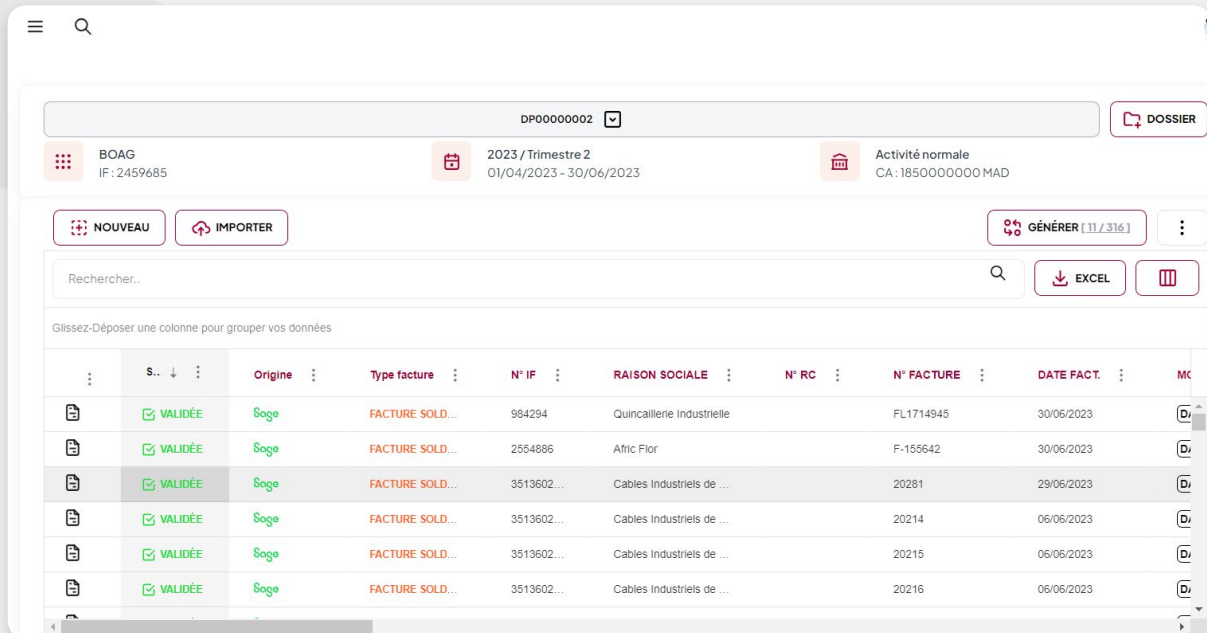 DP00000002
DOSSIER
BOAG
IF : 2459685
2023 / Trimestre 2
01/04/2023 - 30/06/2023
Activité normale
CA : 1850000000 MAD
NOUVEAU
IMPORTER
GÉNÉRER [ 11 / 316 ]
Rechercher..
EXCEL
Glissez-Déposer une colonne pour grouper vos données
S.. Origine Type facture N° IF RAISON SOCIALE N° RC N° FACTURE DATE FACT. MO
VALIDÉE Sage FACTURE SOLD... 984294 Quincaillerie Industrielle FL1714945 30/06/2023
VALIDÉE Sage FACTURE SOLD... 2554886 Afric Flor F-155642 30/06/2023
VALIDÉE Sage FACTURE SOLD... 3513602... Cables Industriels de ... 20281 29/06/2023
VALIDÉE Sage FACTURE SOLD... 3513602... Cables Industriels de ... 20214 06/06/2023
VALIDÉE Sage FACTURE SOLD... 3513602... Cables Industriels de ... 20215 06/06/2023
VALIDÉE Sage FACTURE SOLD... 3513602... Cables Industriels de ... 20216 06/06/2023